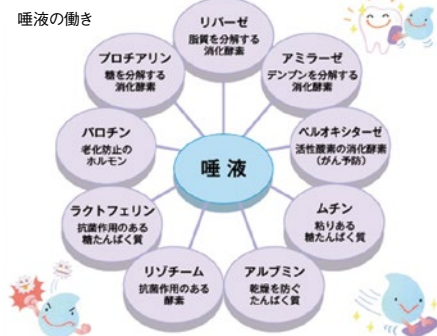 唾液の働き
リパーゼ
脂質を分解する
消化酵素
アミラーゼ
デンプンを分解する
消化酵素
ペルオキシターゼ
活性酸素の消化酵素
(がん予防)
ムチン
粘りある
糖たんぱく質
アルブミン
乾燥を防ぐ
たんぱく質
リゾチーム
抗菌作用のある
酵素
ラクトフェリン
抗菌作用のある
糖たんぱく質
パロチン
老化防止の
ホルモン
プロチアリン
糖を分解する
消化酵素
唾液